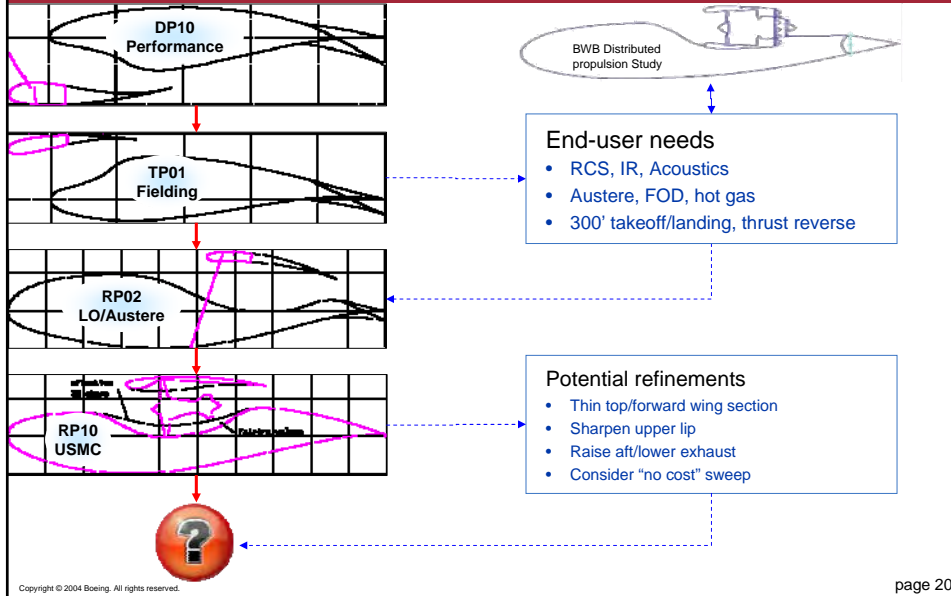 DP10
Performance
BWB Distributed
propulsion Study
TP01
Fielding
End-user needs
• RCS, IR, Acoustics
• Austere, FOD, hot gas
• 300’ takeoff/landing, thrust reverse
RP02
LO/Austere
RP10
USMC
Potential refinements
• Thin top/forward wing section
• Sharpen upper lip
• Raise aft/lower exhaust
• Consider “no cost” sweep
Copyright © 2004 Boeing. All rights reserved.
page 20